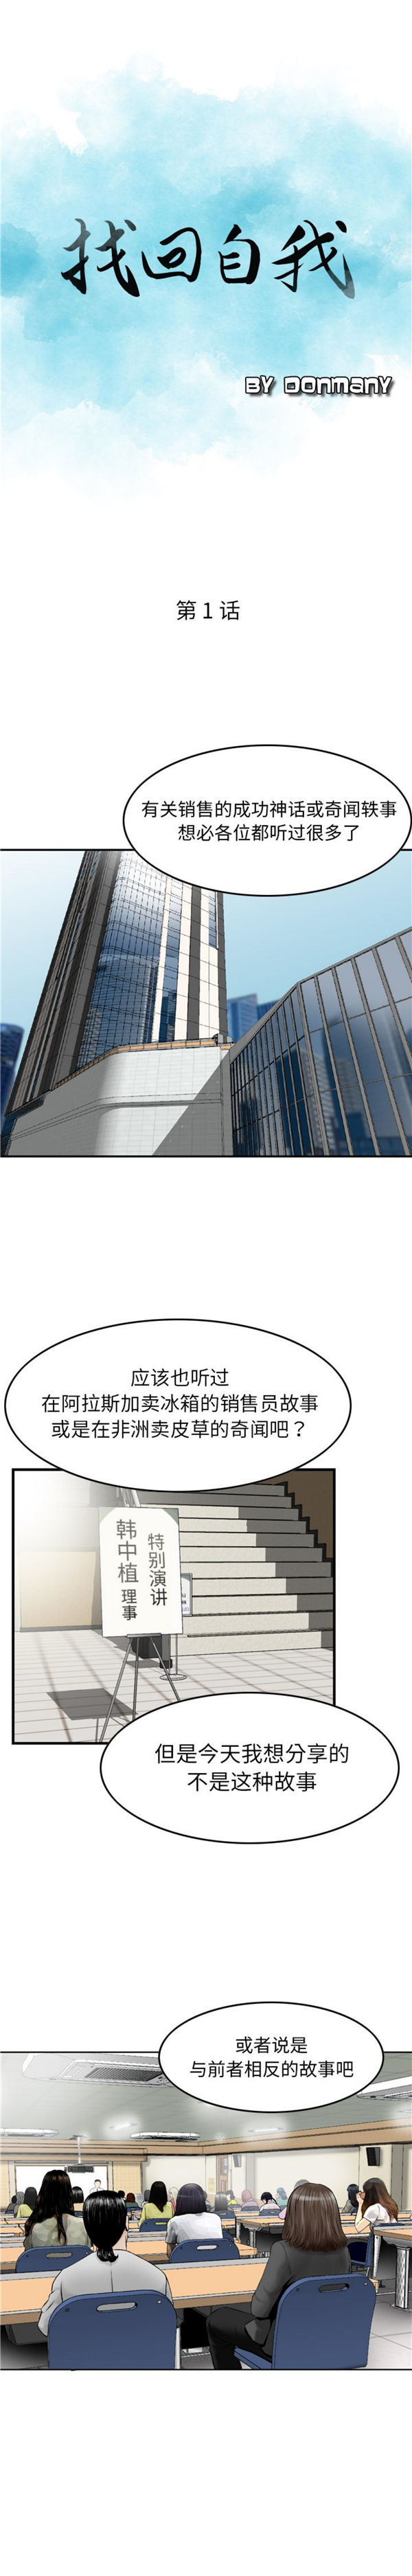 找回自我
BY DONMANY
第 1 话
有关销售的成功神话或奇闻轶事
想必各位都听过很多了
应该也听过
在阿拉斯加卖冰箱的销售员故事
或是在非洲卖皮草的奇闻吧？
特别演讲
韩中植 理事
但是今天我想分享的
不是这种故事
或者说是
与前者相反的故事吧